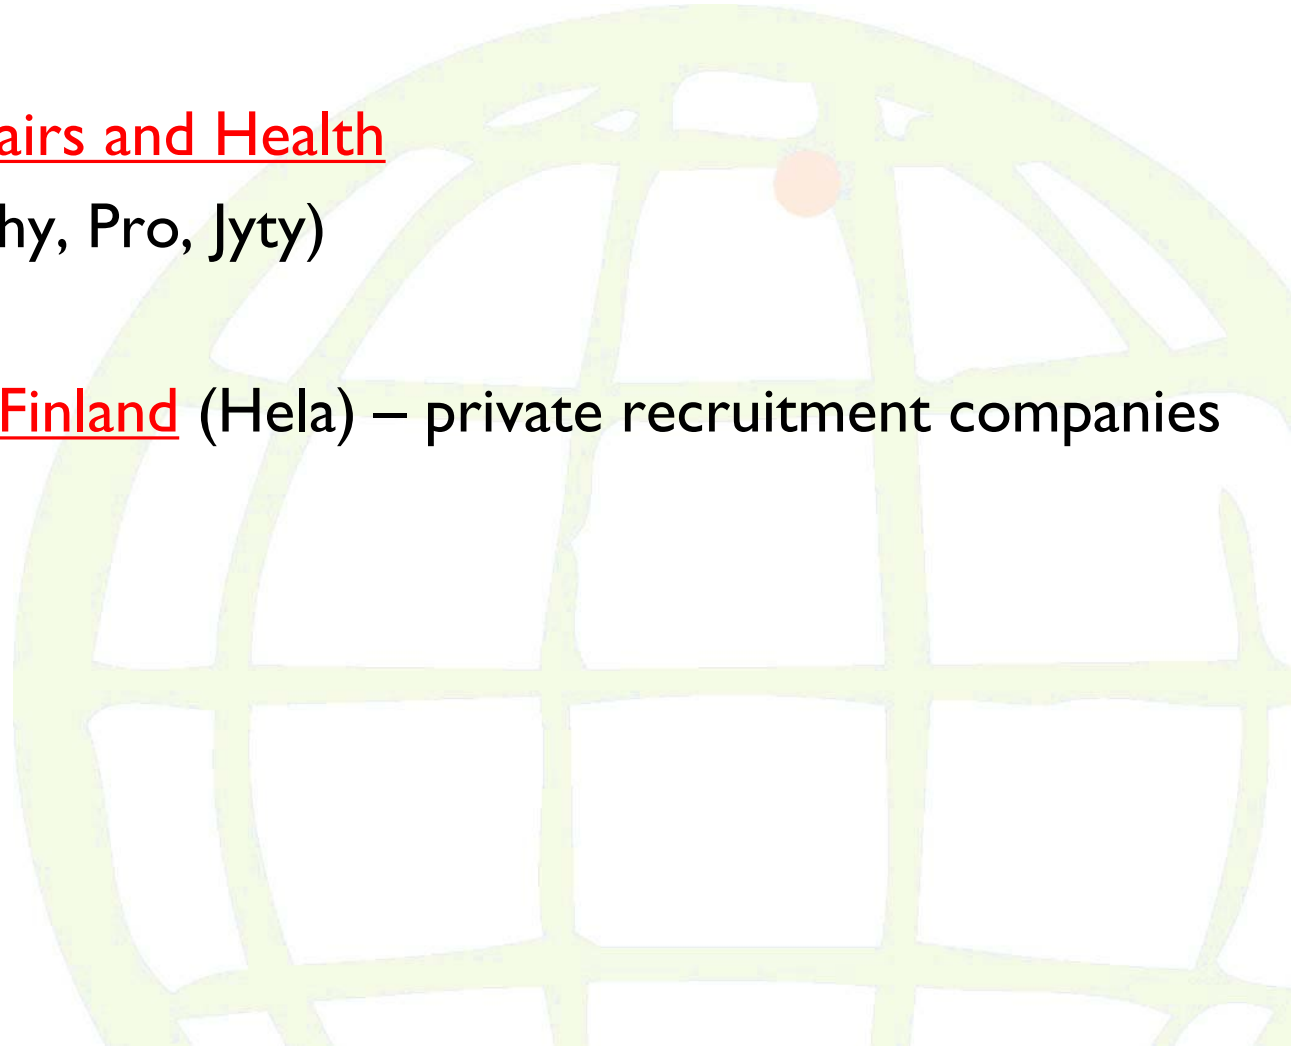 airs and Health
hy, Pro, Jyty)
Finland (Hela) – private recruitment companies